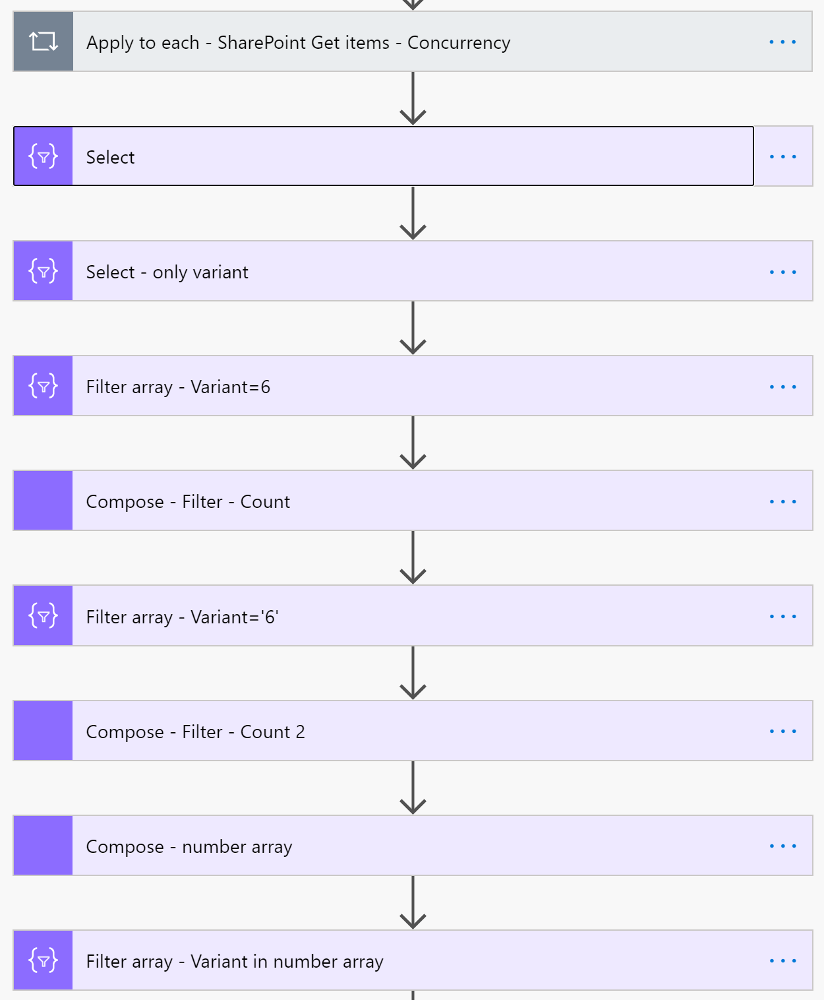 Apply to each - SharePoint Get items - Concurrency
Select
Select - only variant
Filter array - Variant=6
Compose - Filter - Count
Filter array - Variant='6'
Compose - Filter - Count 2
Compose - number array
Filter array - Variant in number array